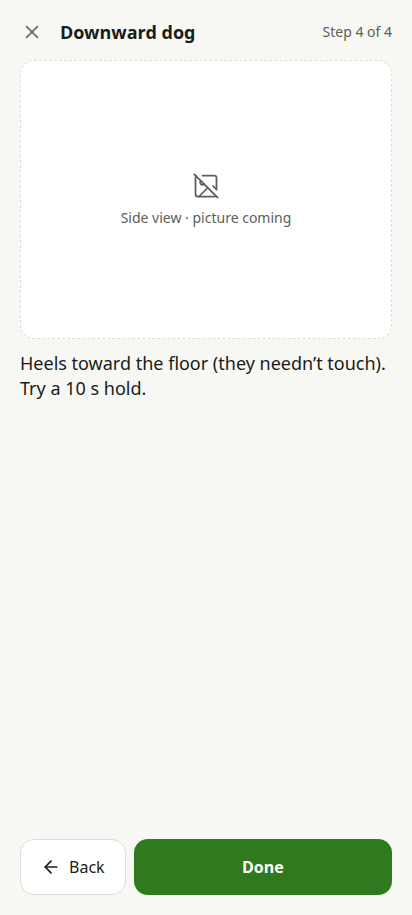 Downward dog
Step 4 of 4
Side view · picture coming
Heels toward the floor (they needn’t touch).
Try a 10 s hold.
Back
Done